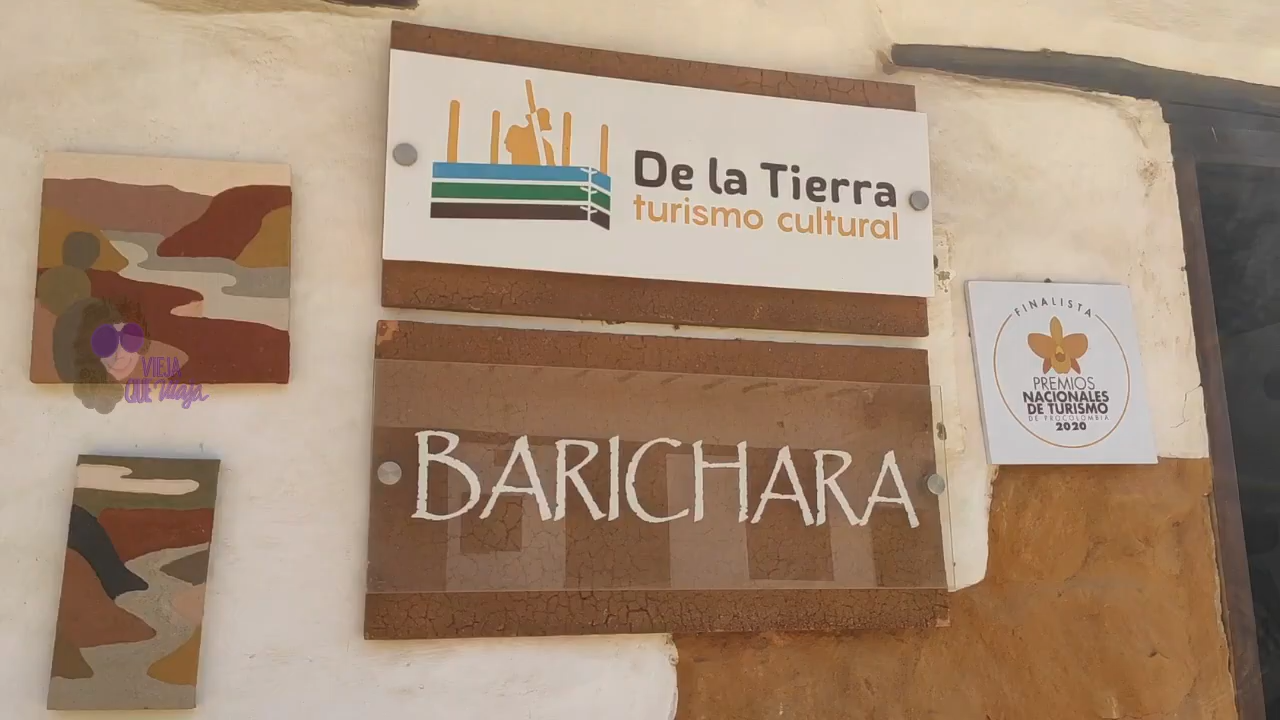 De la Tierra
turismo cultural
BARICHARA
FINALISTA
PREMIOS
NACIONALES
DE TURISMO
DE PROCOLOMBIA
2020
VIEJA
QUE Viaja